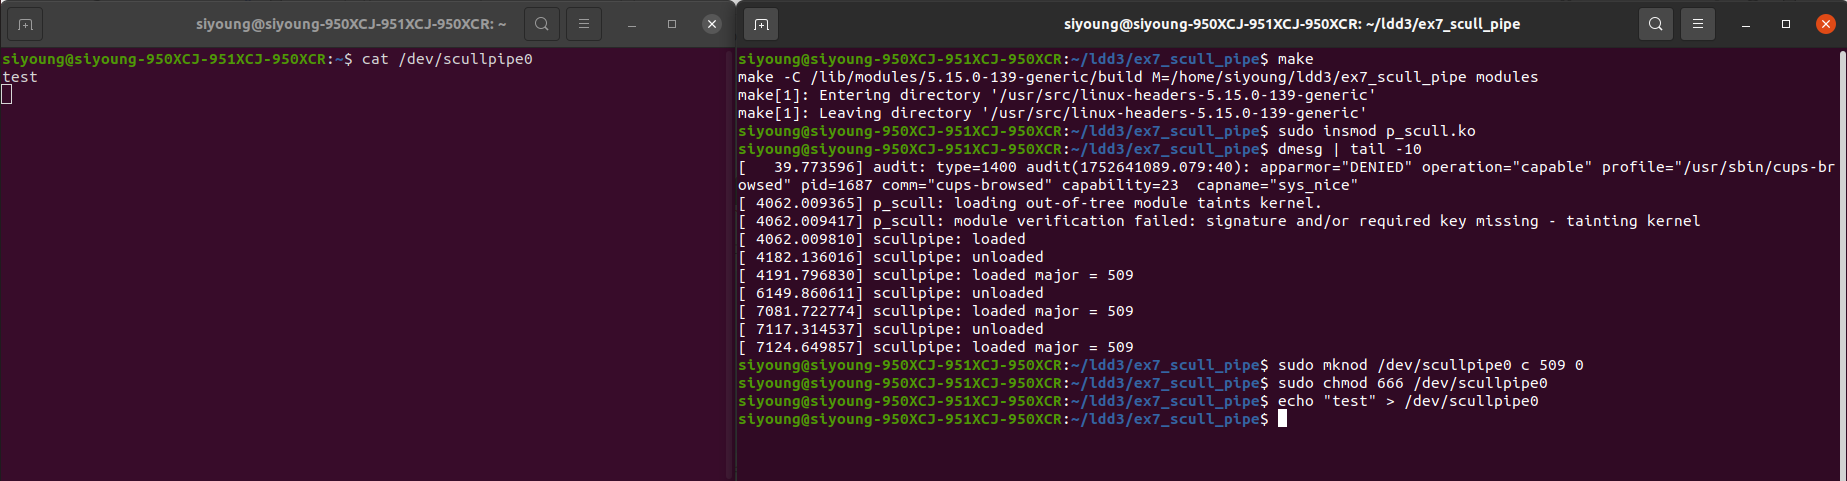 siyoung@siyoung-950XCJ-951XCJ-950XCR: ~
siyoung@siyoung-950XCJ-951XCJ-950XCR:~$ cat /dev/scullpipe0
test
siyoung@siyoung-950XCJ-951XCJ-950XCR: ~/ldd3/ex7_scull_pipe
siyoung@siyoung-950XCJ-951XCJ-950XCR:~/ldd3/ex7_scull_pipe$ make
make -C /lib/modules/5.15.0-139-generic/build M=/home/siyoung/ldd3/ex7_scull_pipe modules
make[1]: Entering directory '/usr/src/linux-headers-5.15.0-139-generic'
make[1]: Leaving directory '/usr/src/linux-headers-5.15.0-139-generic'
siyoung@siyoung-950XCJ-951XCJ-950XCR:~/ldd3/ex7_scull_pipe$ sudo insmod p_scull.ko
siyoung@siyoung-950XCJ-951XCJ-950XCR:~/ldd3/ex7_scull_pipe$ dmesg | tail -10
[   39.773596] audit: type=1400 audit(1752641089.079:40): apparmor="DENIED" operation="capable" profile="/usr/sbin/cups-br
owsed" pid=1687 comm="cups-browsed" capability=23  capname="sys_nice"
[ 4062.009365] p_scull: loading out-of-tree module taints kernel.
[ 4062.009417] p_scull: module verification failed: signature and/or required key missing - tainting kernel
[ 4062.009810] scullpipe: loaded
[ 4182.136016] scullpipe: unloaded
[ 4191.796830] scullpipe: loaded major = 509
[ 6149.860611] scullpipe: unloaded
[ 7081.722774] scullpipe: loaded major = 509
[ 7117.314537] scullpipe: unloaded
[ 7124.649857] scullpipe: loaded major = 509
siyoung@siyoung-950XCJ-951XCJ-950XCR:~/ldd3/ex7_scull_pipe$ sudo mknod /dev/scullpipe0 c 509 0
siyoung@siyoung-950XCJ-951XCJ-950XCR:~/ldd3/ex7_scull_pipe$ sudo chmod 666 /dev/scullpipe0
siyoung@siyoung-950XCJ-951XCJ-950XCR:~/ldd3/ex7_scull_pipe$ echo "test" > /dev/scullpipe0
siyoung@siyoung-950XCJ-951XCJ-950XCR:~/ldd3/ex7_scull_pipe$